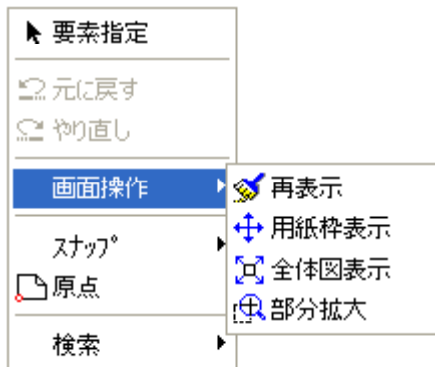 要素指定
元に戻す
やり直し
画面操作
スナップ
原点
検索
再表示
用紙枠表示
全体図表示
部分拡大